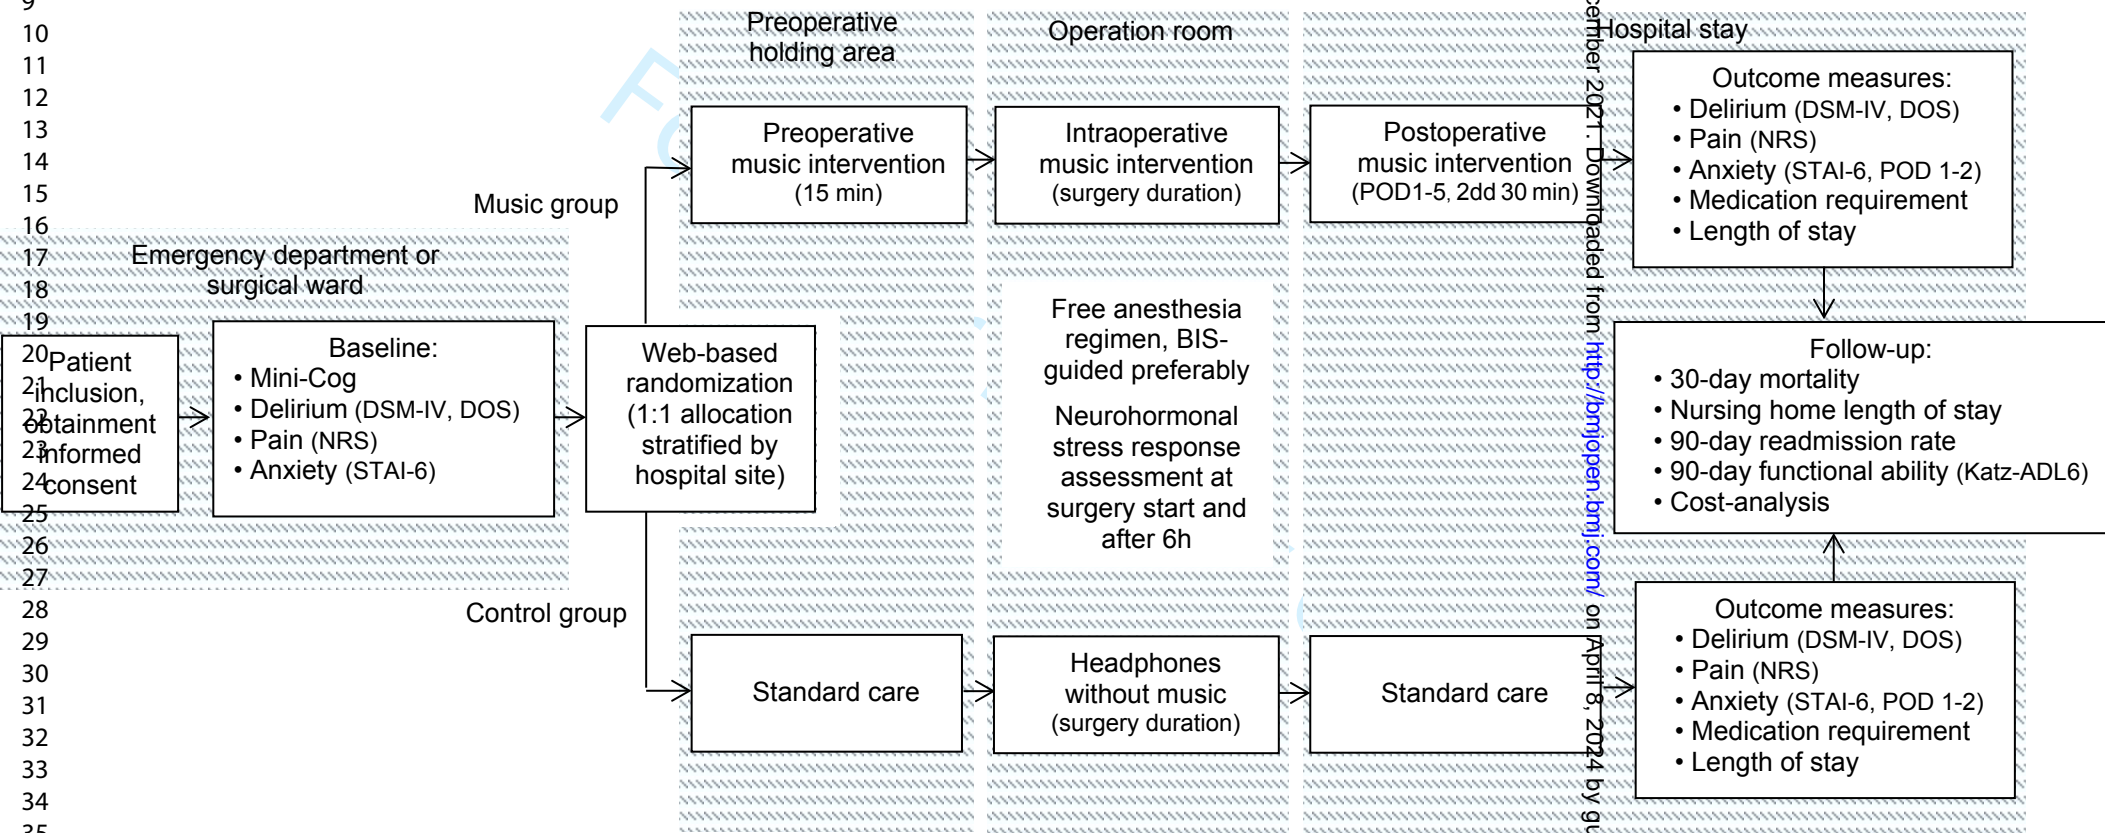 9
10
11
12
13
14
15
16
17
18
19
20
21
22
23
24
25
26
27
28
29
30
31
32
33
34
35
Emergency department or
surgical ward
Patient
inclusion,
obtainment
informed
consent
Baseline:
• Mini-Cog
• Delirium (DSM-IV, DOS)
• Pain (NRS)
• Anxiety (STAI-6)
Web-based
randomization
(1:1 allocation
stratified by
hospital site)
Music group
Control group
Preoperative
holding area
Preoperative
music intervention
(15 min)
Standard care
Operation room
Intraoperative
music intervention
(surgery duration)
Free anesthesia
regimen, BIS-
guided preferably
Neurohormonal
stress response
assessment at
surgery start and
after 6h
Headphones
without music
(surgery duration)
Hospital stay
Postoperative
music intervention
(POD1-5, 2dd 30 min)
Standard care
Outcome measures:
• Delirium (DSM-IV, DOS)
• Pain (NRS)
• Anxiety (STAI-6, POD 1-2)
• Medication requirement
• Length of stay
Follow-up:
• 30-day mortality
• Nursing home length of stay
• 90-day readmission rate
• 90-day functional ability (Katz-ADL6)
• Cost-analysis
Outcome measures:
• Delirium (DSM-IV, DOS)
• Pain (NRS)
• Anxiety (STAI-6, POD 1-2)
• Medication requirement
• Length of stay
cember 2021. Downloaded from http://bmjopen.bmj.com/ on April 8, 2024 by gu